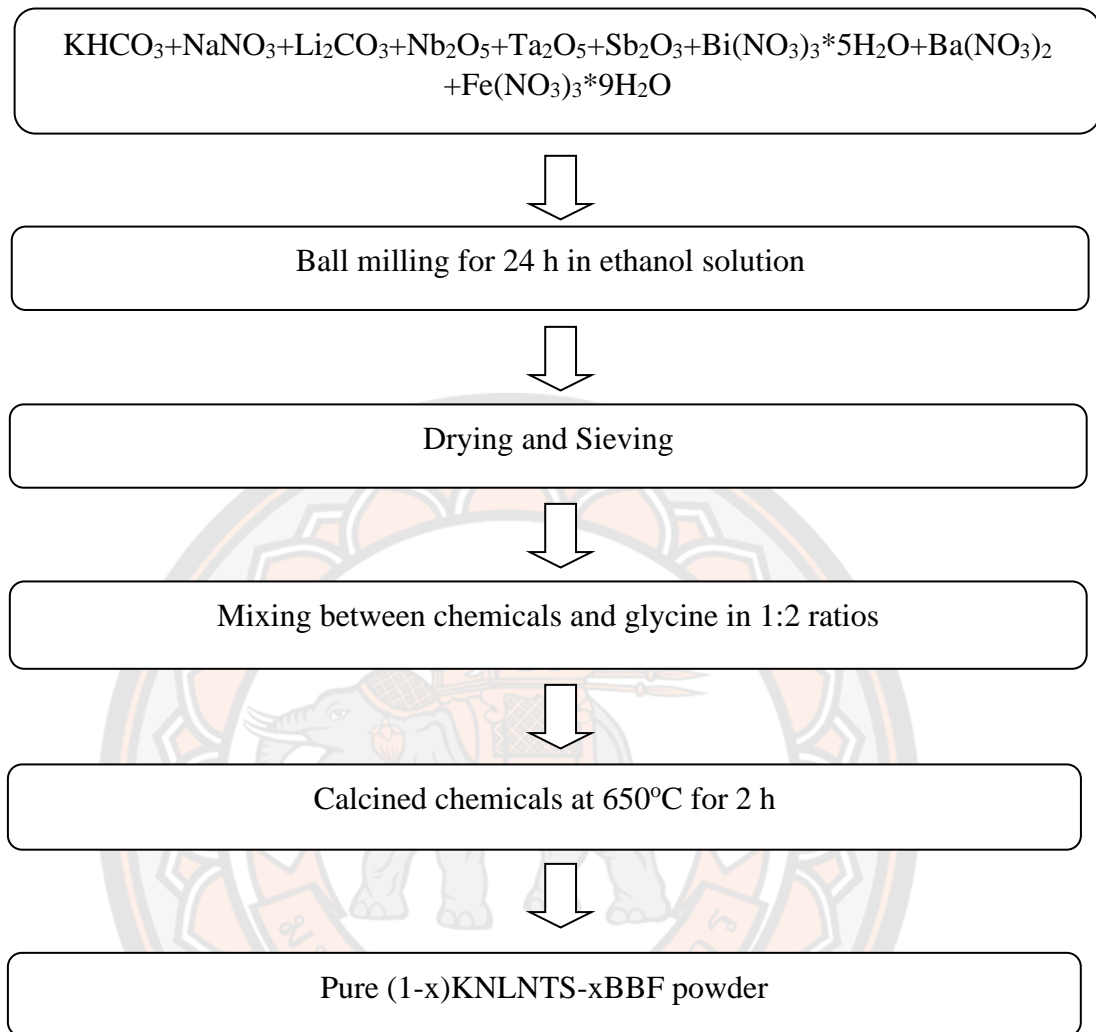 KHCO₃+NaNO₃+Li₂CO₃+Nb₂O₅+Ta₂O₅+Sb₂O₃+Bi(NO₃)₃*5H₂O+Ba(NO₃)₂
+Fe(NO₃)₃*9H₂O
Ball milling for 24 h in ethanol solution
Drying and Sieving
Mixing between chemicals and glycine in 1:2 ratios
Calcined chemicals at 650ºC for 2 h
Pure (1-x)KNLNTS-xBBF powder